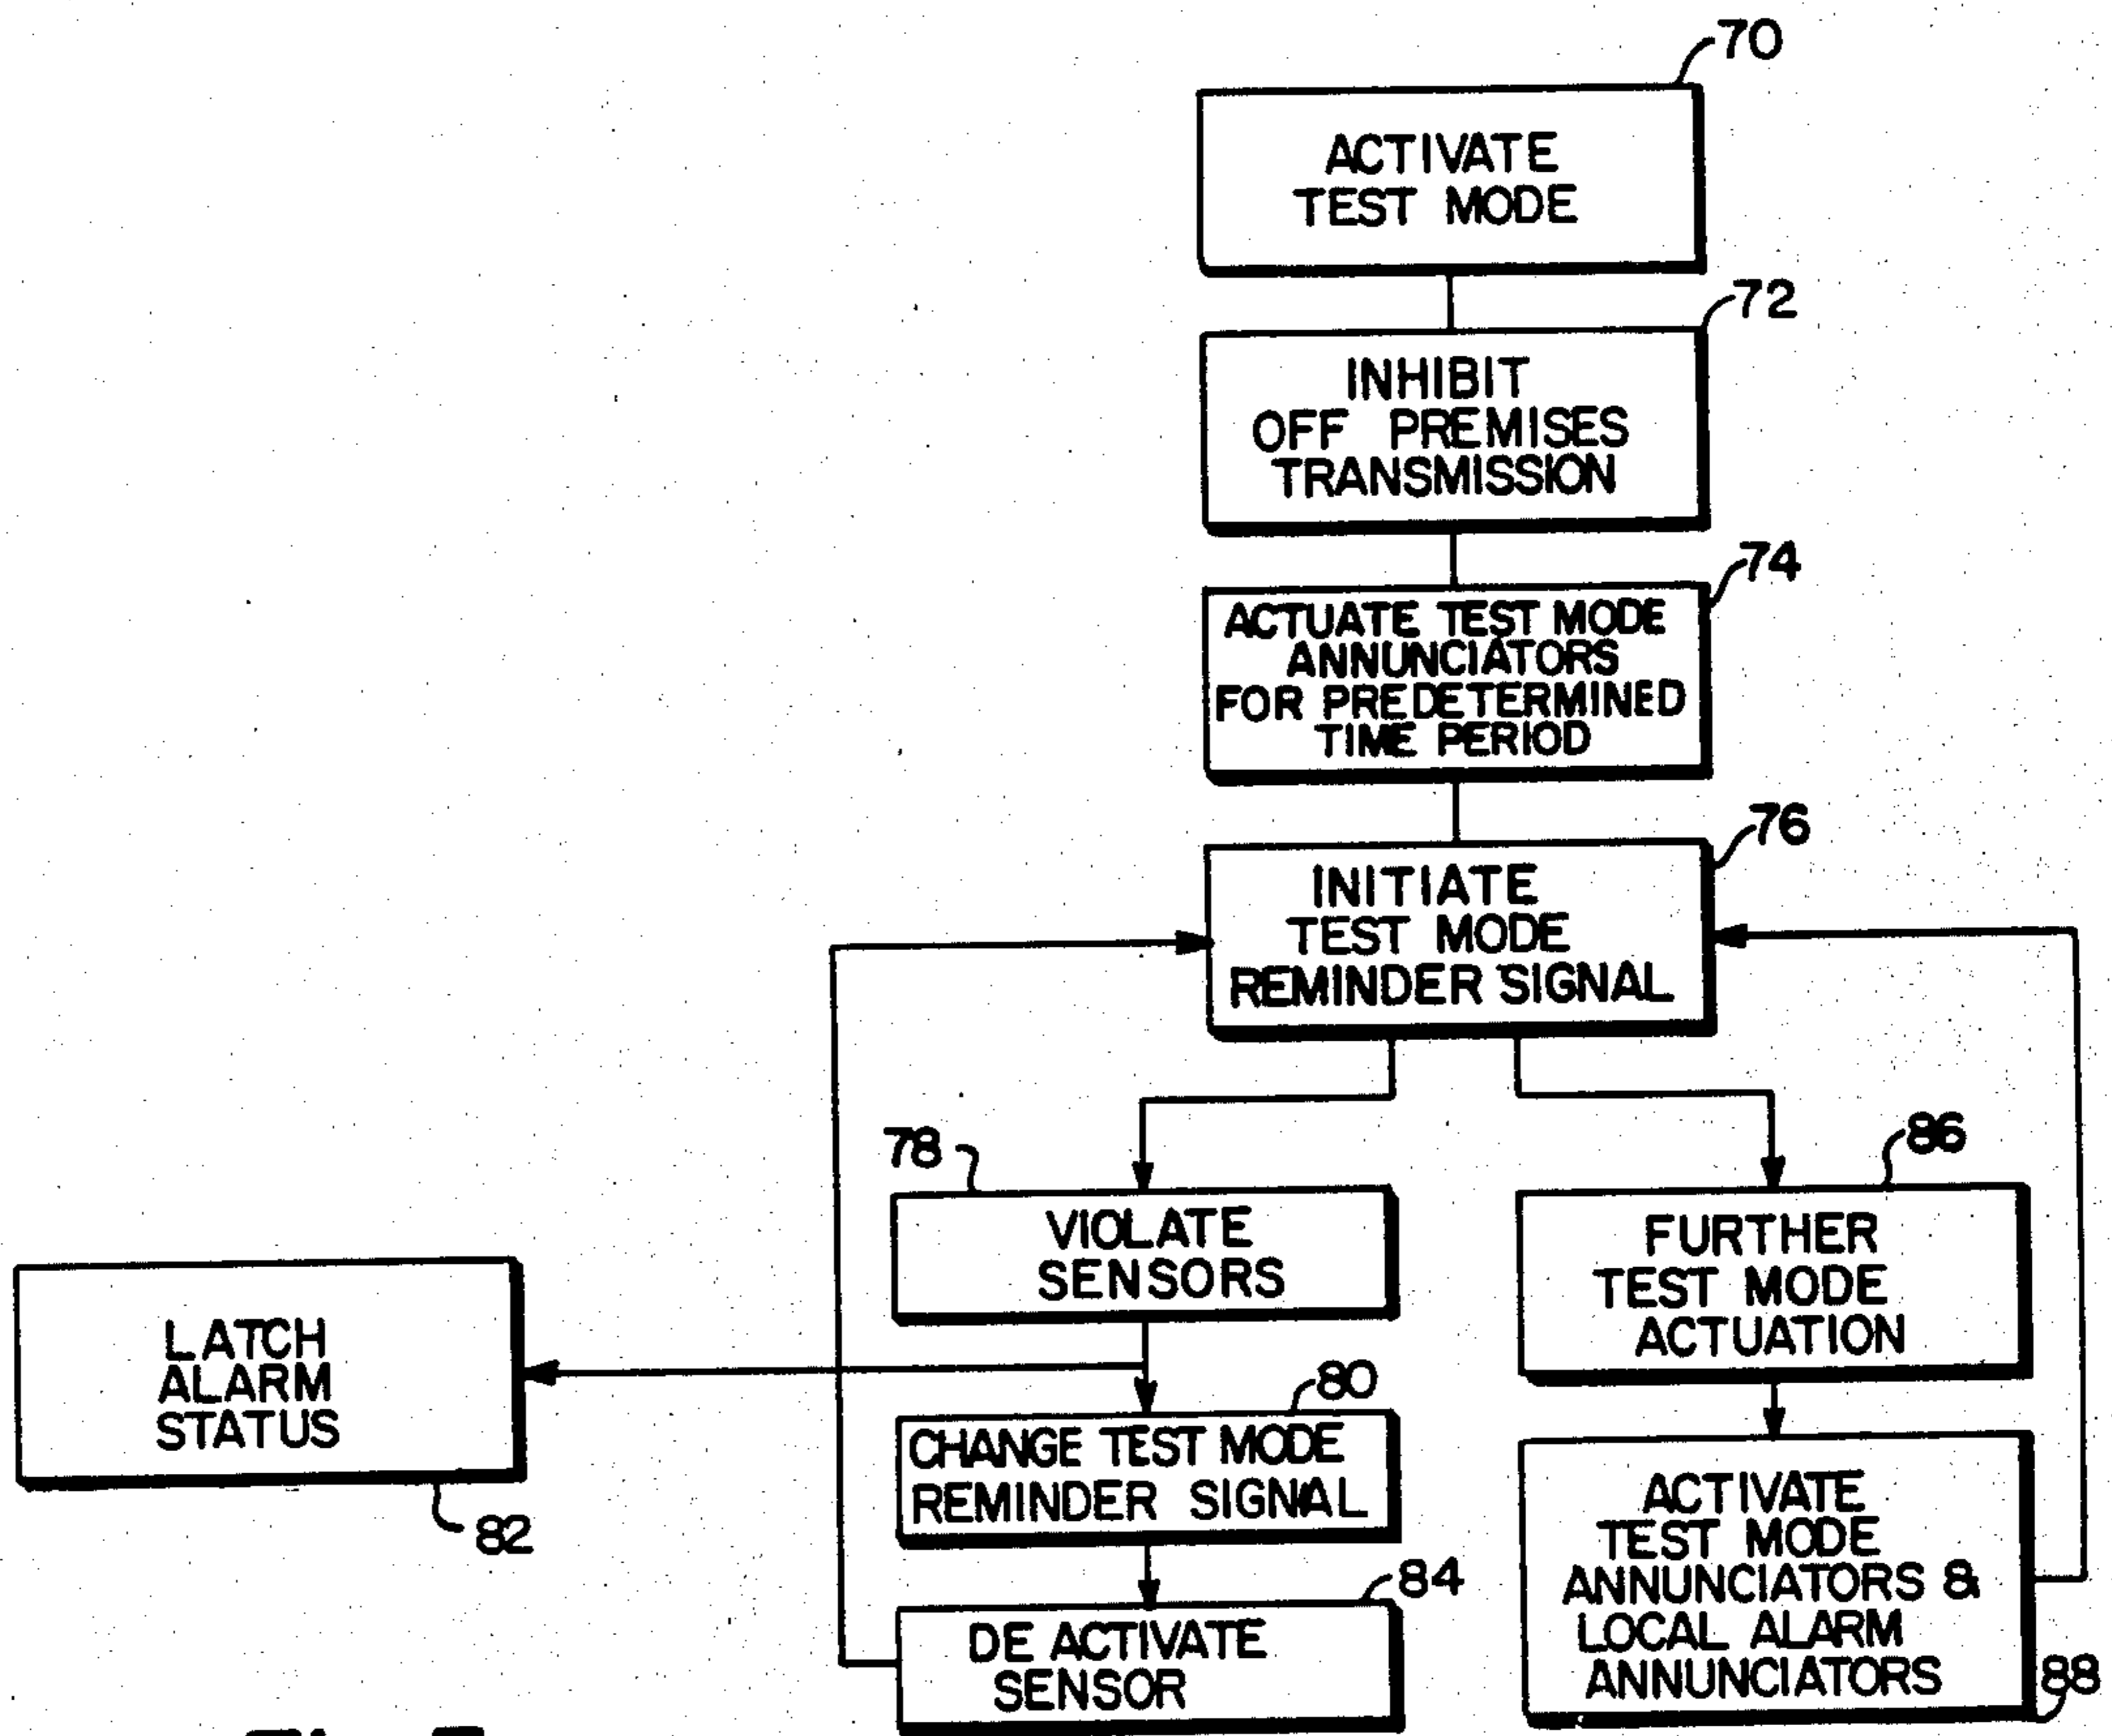 70
ACTIVATE
TEST MODE
72
INHIBIT
OFF PREMISES
TRANSMISSION
74
ACTUATE TEST MODE
ANNUNCIATORS
FOR PREDETERMINED
TIME PERIOD
76
INITIATE
TEST MODE
REMINDER SIGNAL
78
VIOLATE
SENSORS
86
FURTHER
TEST MODE
ACTUATION
LATCH
ALARM
STATUS
82
80
CHANGE TEST MODE
REMINDER SIGNAL
84
DE ACTIVATE
SENSOR
ACTIVATE
TEST MODE
ANNUNCIATORS &
LOCAL ALARM
ANNUNCIATORS
88